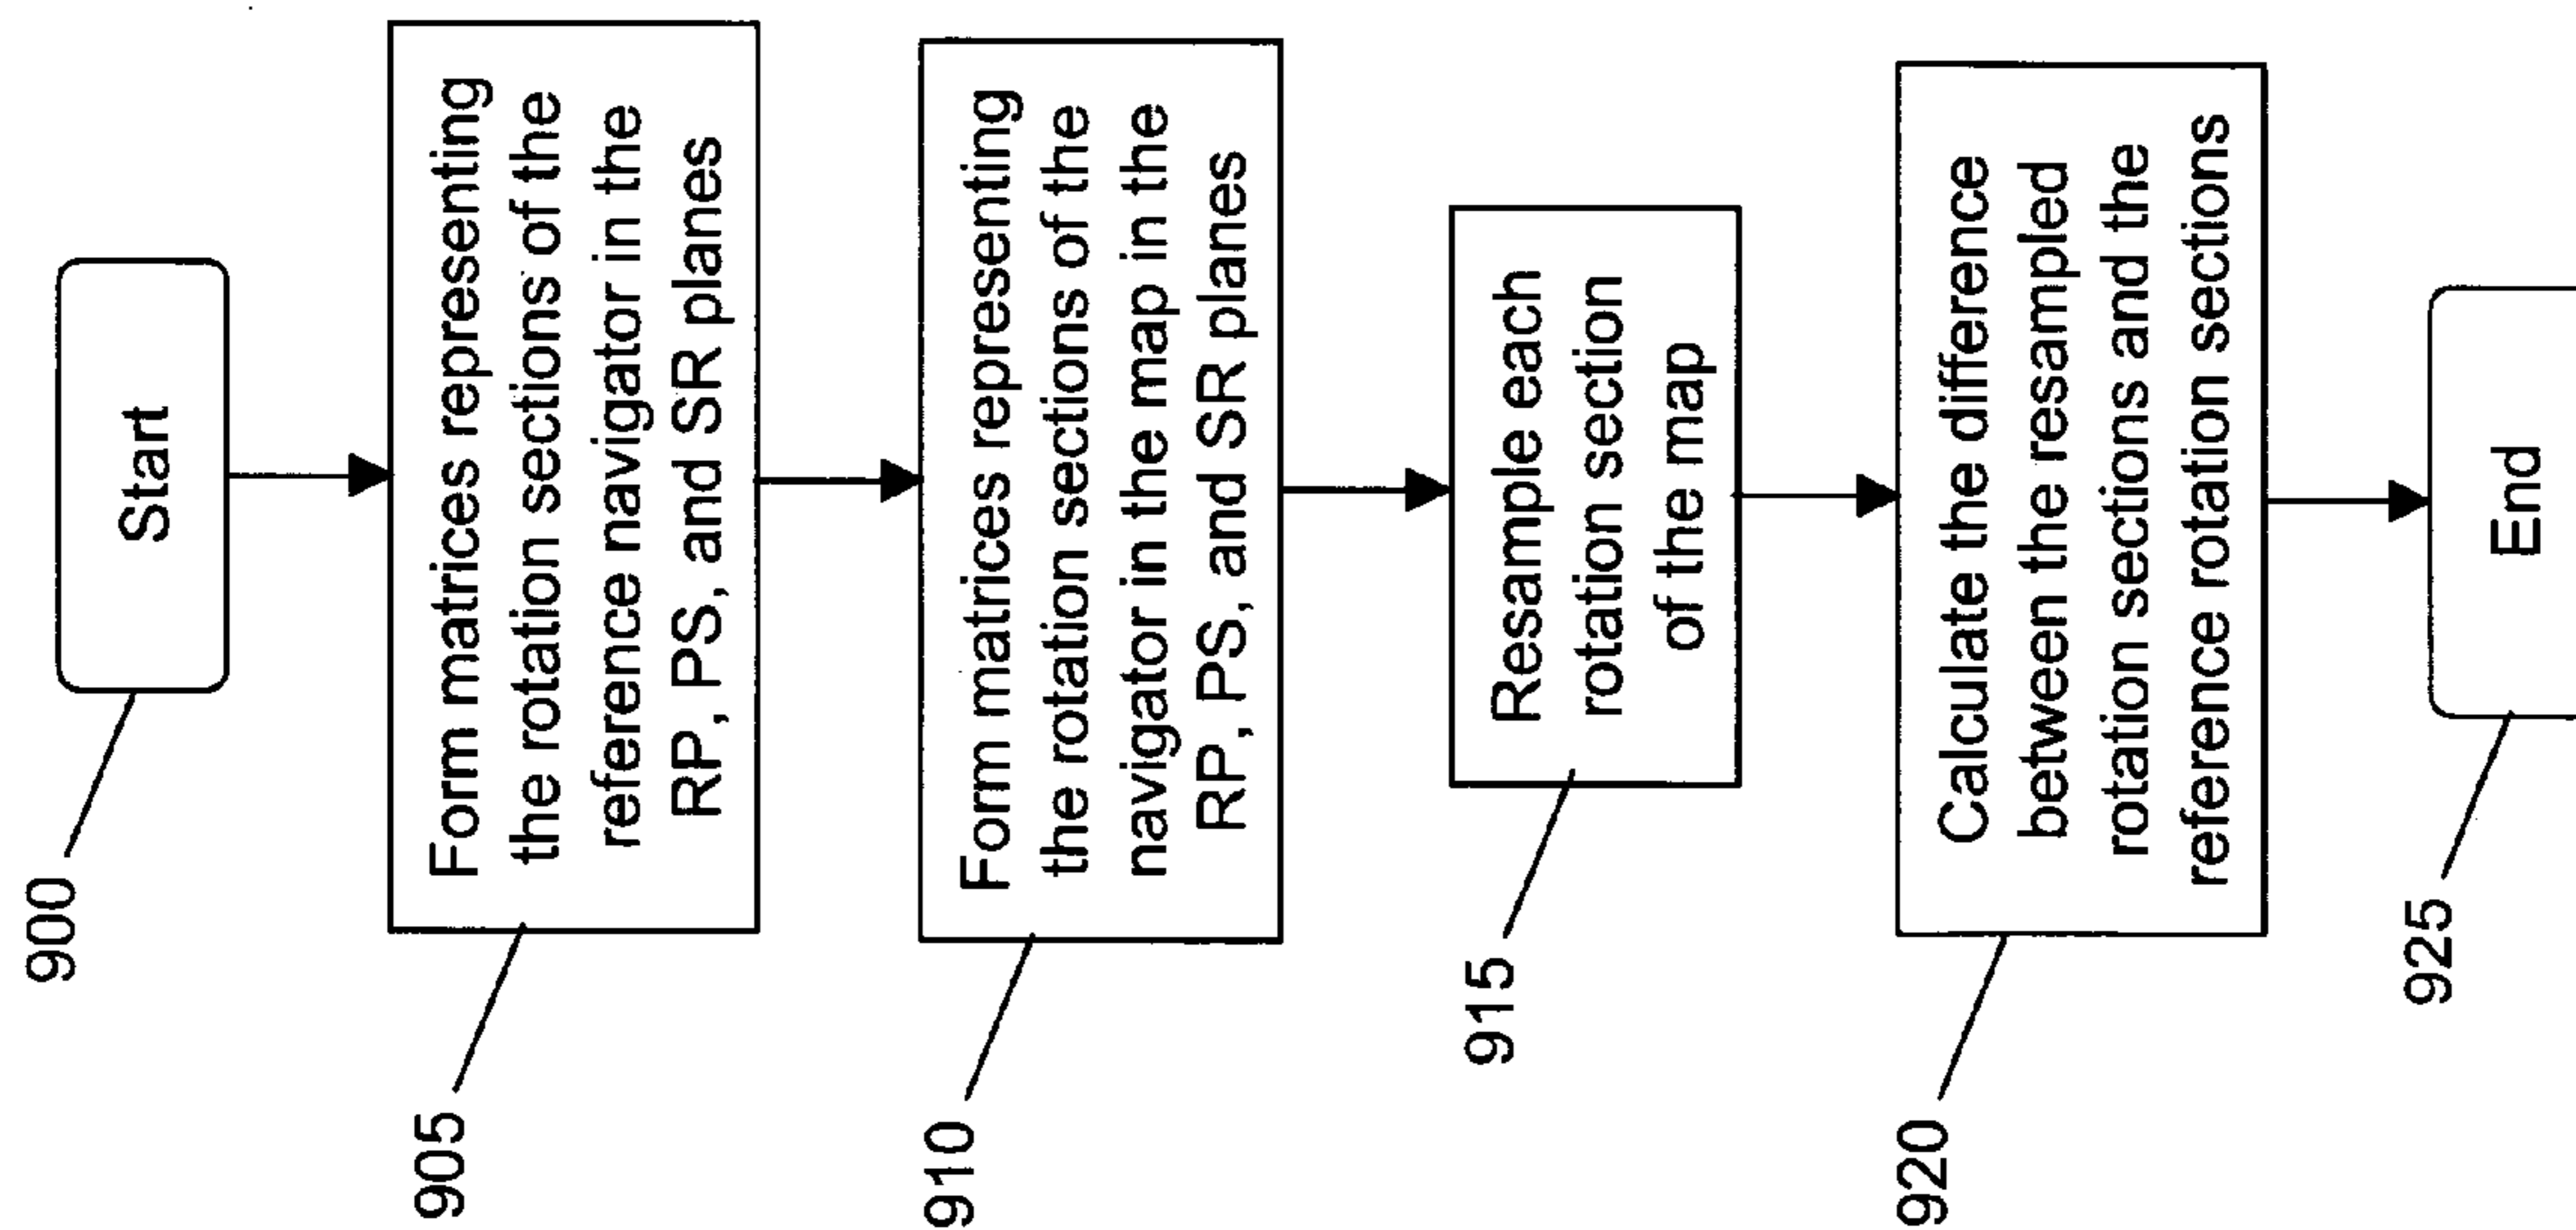 Start
900
Form matrices representing
the rotation sections of the
reference navigator in the
RP, PS, and SR planes
905
Form matrices representing
the rotation sections of the
navigator in the map in the
RP, PS, and SR planes
910
Resample each
rotation section
of the map
915
Calculate the difference
between the resampled
rotation sections and the
reference rotation sections
920
End
925